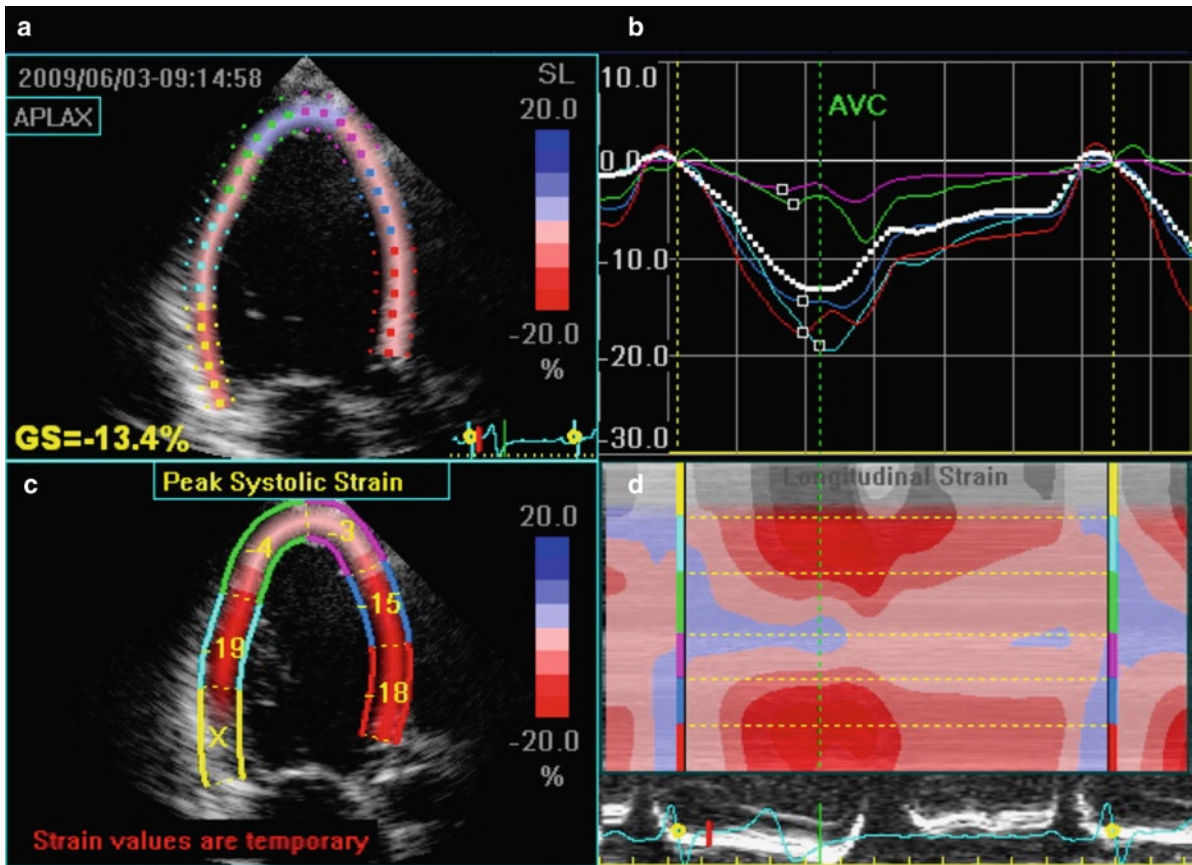 a
2009/06/03-09:14:58
APLAX
SL
20.0
-20.0
%
GS=-13.4%
b
10.0
0.0
-10.0
-20.0
-30.0
AVC
c
Peak Systolic Strain
20.0
-20.0
%
-4
-3
-15
-19
-18
X
Strain values are temporary
d
Longitudinal Strain